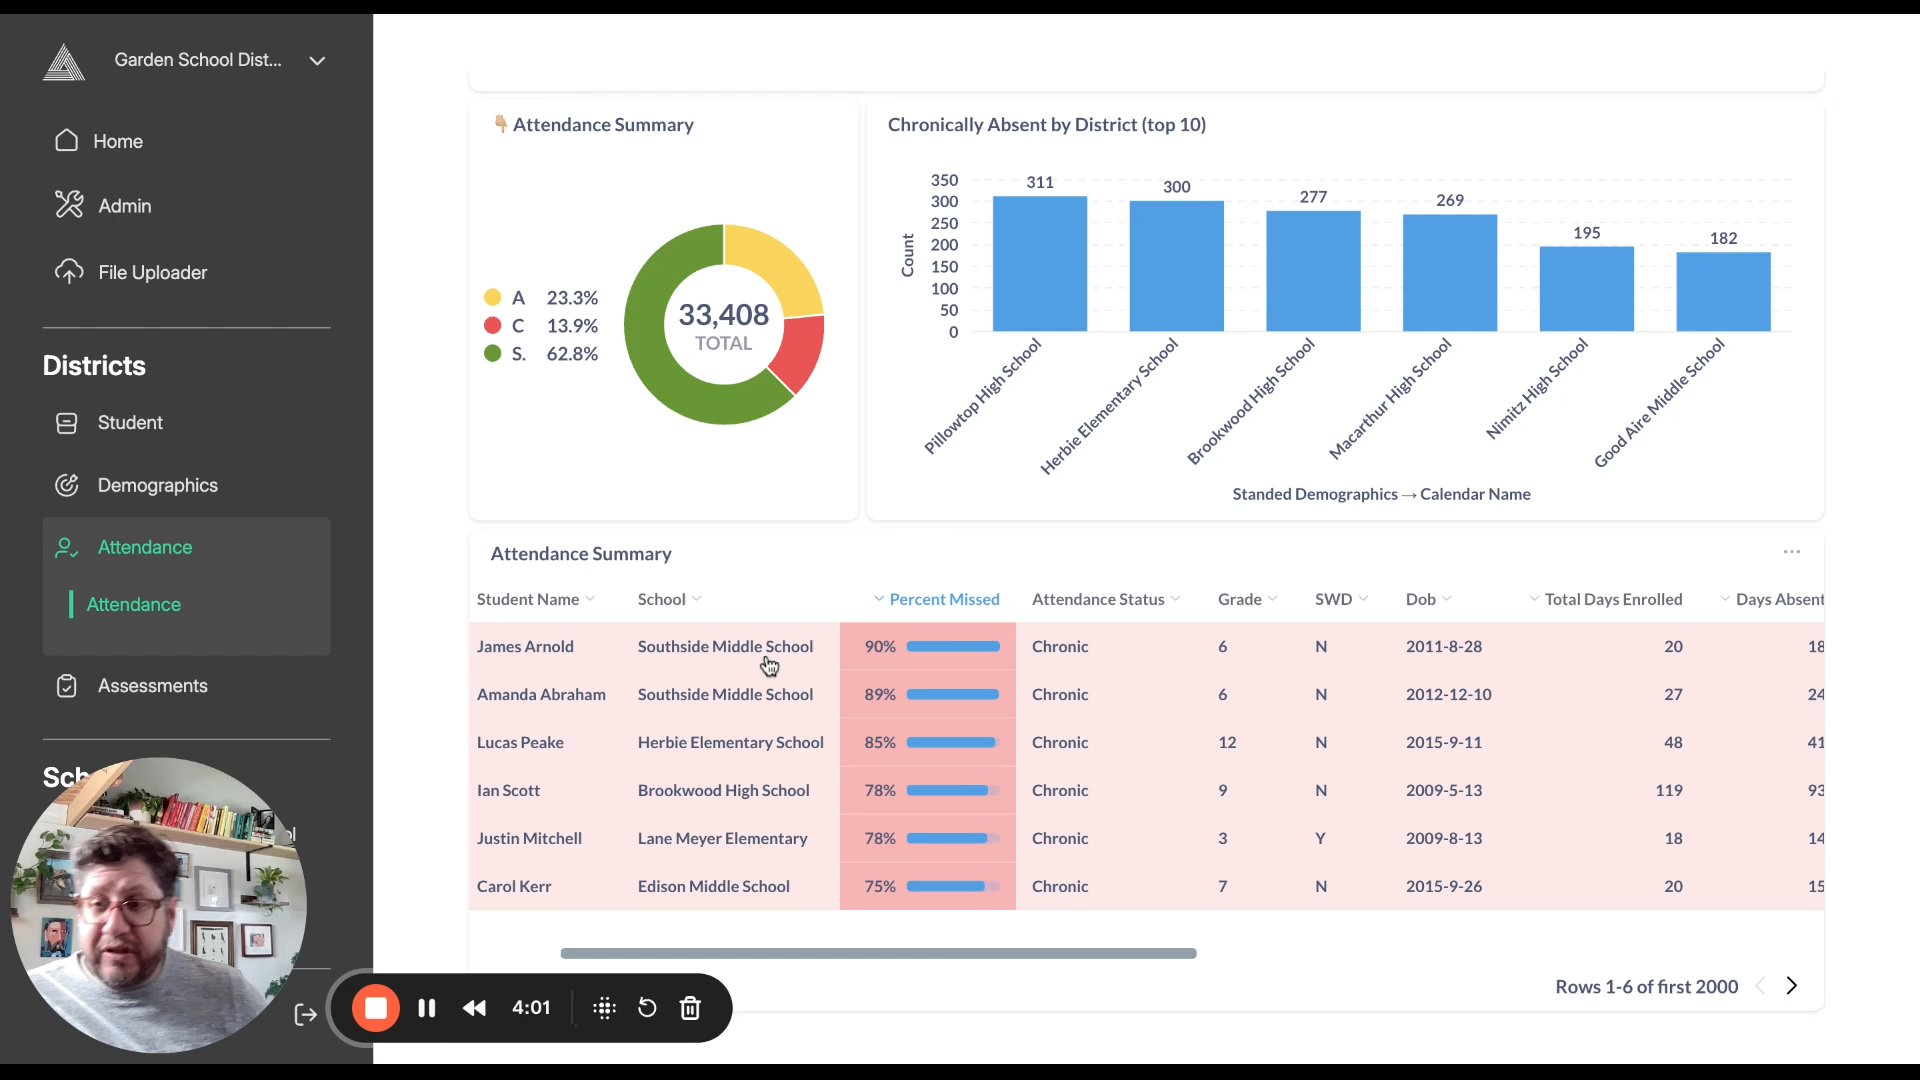 Garden School Dist...
Home
Admin
File Uploader
Districts
Student
Demographics
Attendance
Attendance
Assessments
4:01
👇🏼 Attendance Summary
A 23.3%
C 13.9%
S. 62.8%
33,408
TOTAL
Chronically Absent by District (top 10)
Count
350
300
250
200
150
100
50
0
311
300
277
269
195
182
Pillowtop High School
Herbie Elementary School
Brookwood High School
Macarthur High School
Nimitz High School
Good Aire Middle School
Standed Demographics → Calendar Name
Attendance Summary
Student Name School Percent Missed Attendance Status Grade SWD Dob Total Days Enrolled Days Absent
James Arnold Southside Middle School 90% Chronic 6 N 2011-8-28 20 18
Amanda Abraham Southside Middle School 89% Chronic 6 N 2012-12-10 27 24
Lucas Peake Herbie Elementary School 85% Chronic 12 N 2015-9-11 48 41
Ian Scott Brookwood High School 78% Chronic 9 N 2009-5-13 119 93
Justin Mitchell Lane Meyer Elementary 78% Chronic 3 Y 2009-8-13 18 14
Carol Kerr Edison Middle School 75% Chronic 7 N 2015-9-26 20 15
Rows 1-6 of first 2000